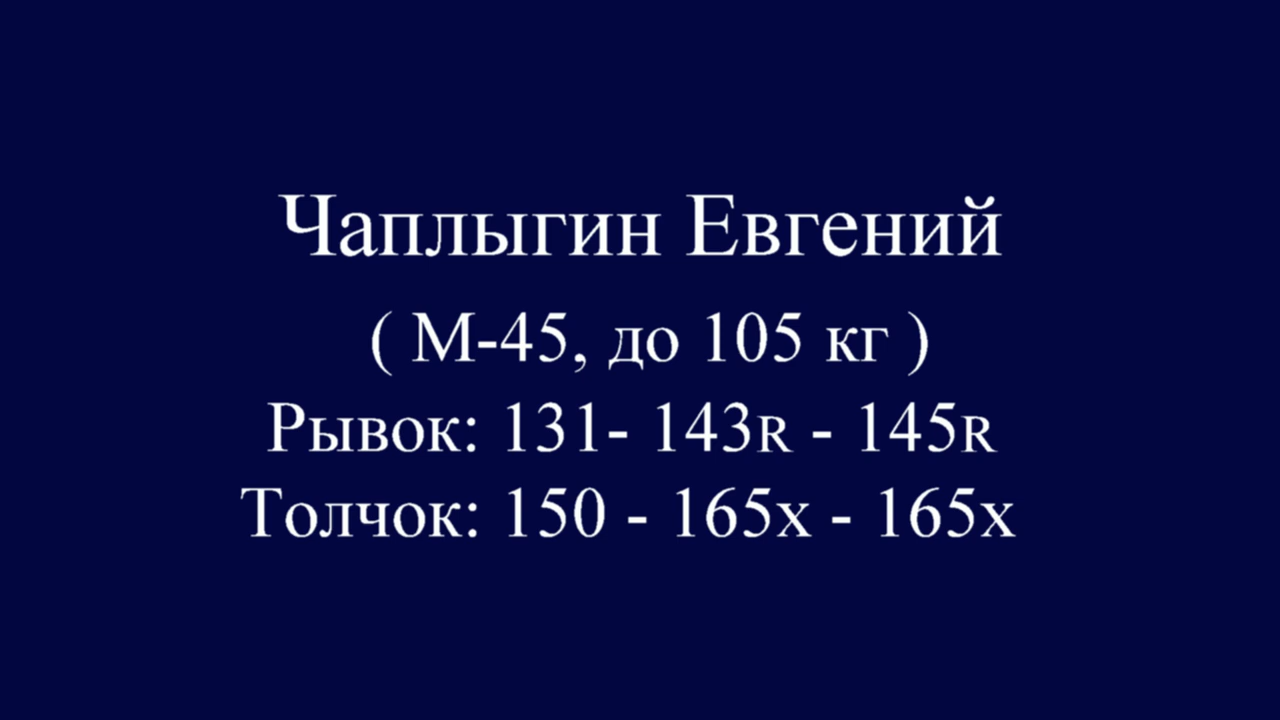 Чаплыгин Евгений
( М-45, до 105 кг )
Рывок: 131- 143R - 145R
Толчок: 150 - 165х - 165х